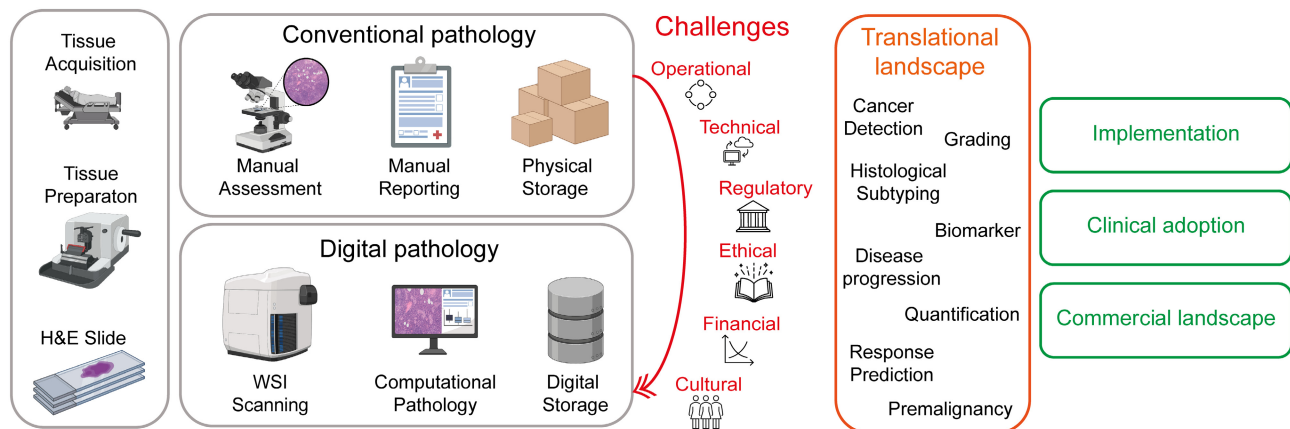 Tissue
Acquisition
Tissue
Preparaton
H&E Slide
Conventional pathology
Manual
Assessment
Manual
Reporting
Physical
Storage
Digital pathology
WSI
Scanning
Computational
Pathology
Digital
Storage
Challenges
Operational
Technical
Regulatory
Ethical
Financial
Cultural
Translational
landscape
Cancer
Detection
Grading
Histological
Subtyping
Biomarker
Disease
progression
Quantification
Response
Prediction
Premalignancy
Implementation
Clinical adoption
Commercial landscape